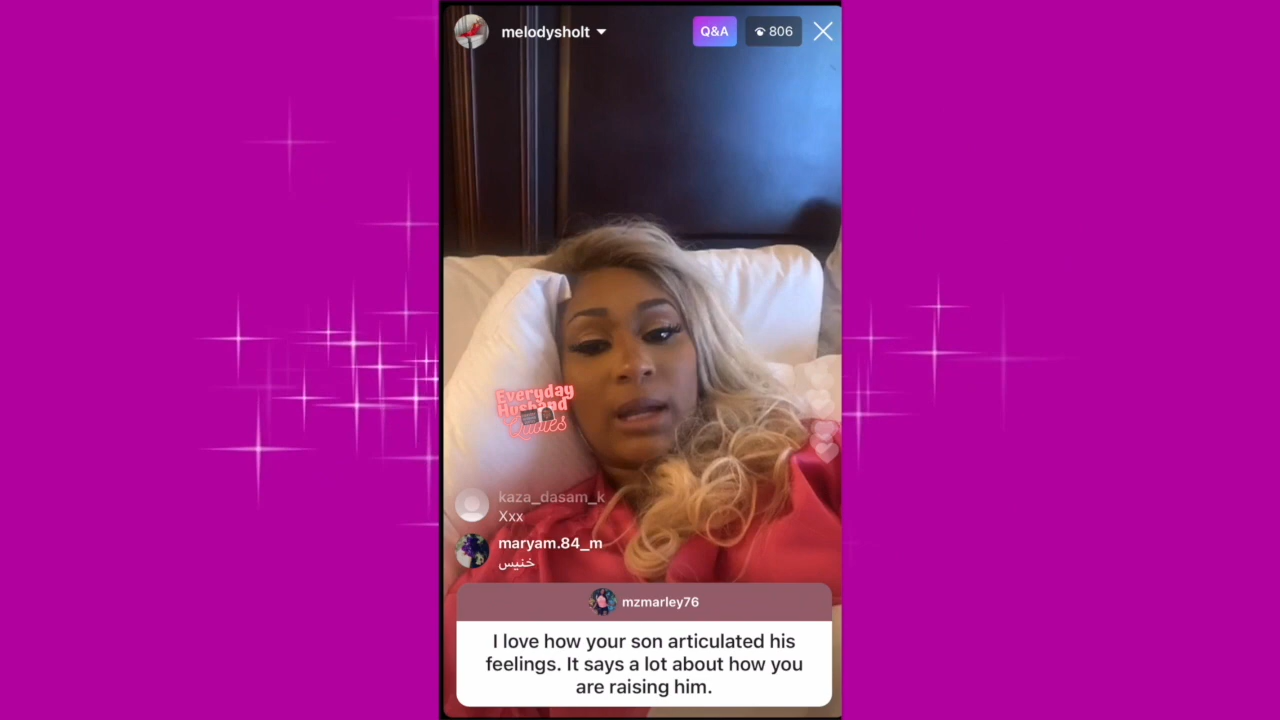 melodysholt
Q&A
806
Everyday
Husband
Quotes
kaza_dasam_k
Xxx
maryam.84_m
خنيس
mzmarley76
I love how your son articulated his
feelings. It says a lot about how you
are raising him.